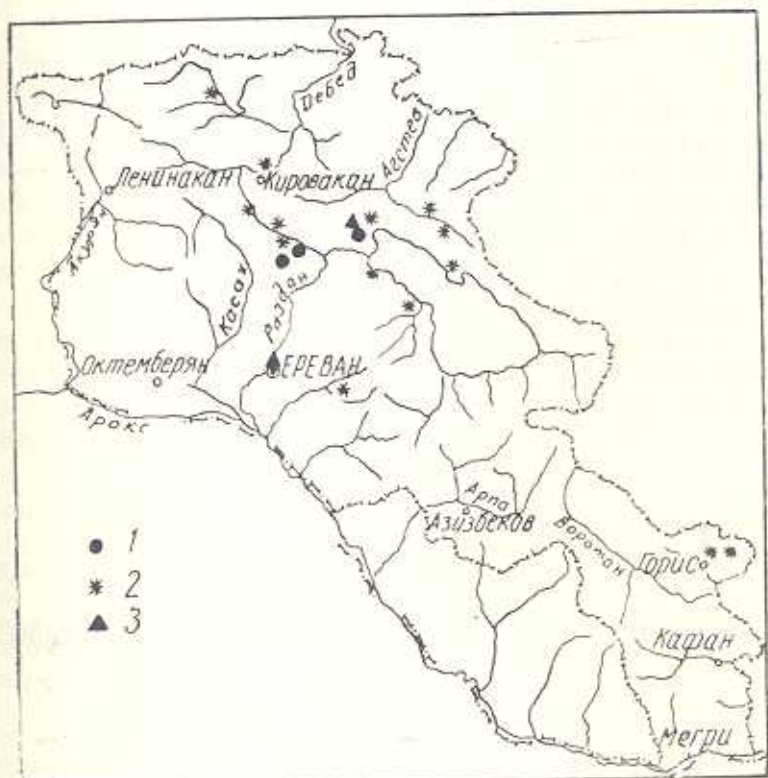 Дебед
Агстев
Ленинакан
Кировакан
Ахурян
Касах
Раздан
Октемберян
ЕРЕВАН
Аракс
Арпа
Азизбеков
Воротан
Горис
Кафан
Мегри
1
2
3